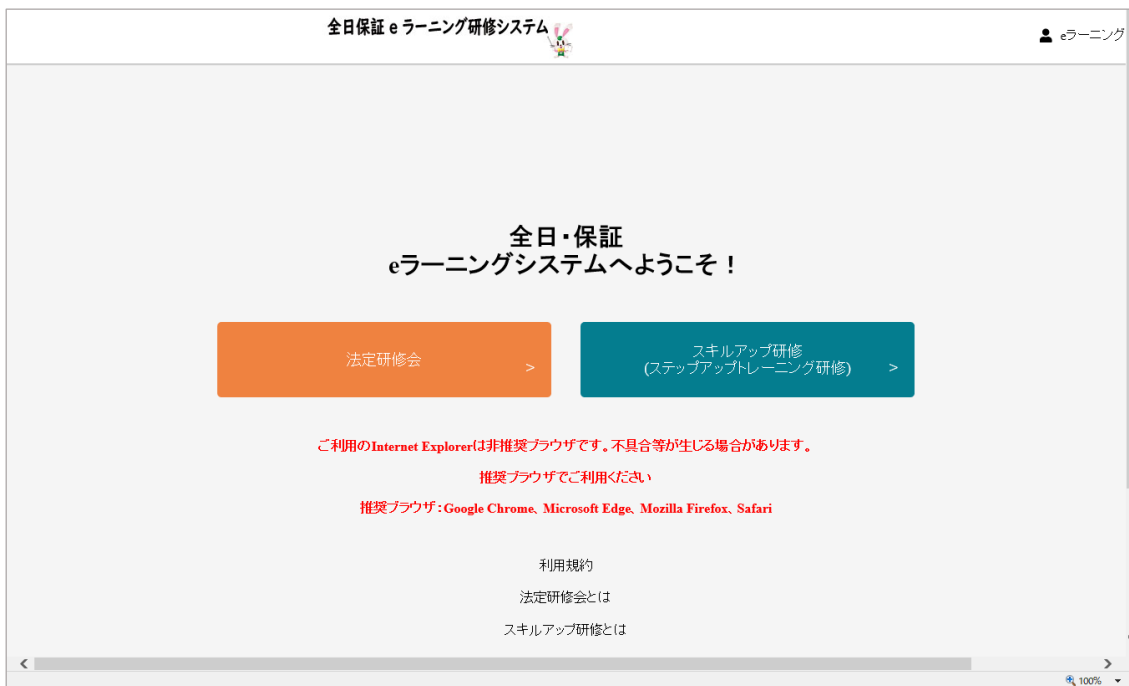 全日保証 e ラーニング研修システム
eラーニング
全日・保証
eラーニングシステムへようこそ！
法定研修会
>
スキルアップ研修
(ステップアップトレーニング研修)
>
ご利用のInternet Explorerは非推奨ブラウザです。不具合等が生じる場合があります。
推奨ブラウザでご利用ください
推奨ブラウザ：Google Chrome、Microsoft Edge、Mozilla Firefox、Safari
利用規約
法定研修会とは
スキルアップ研修とは
100%